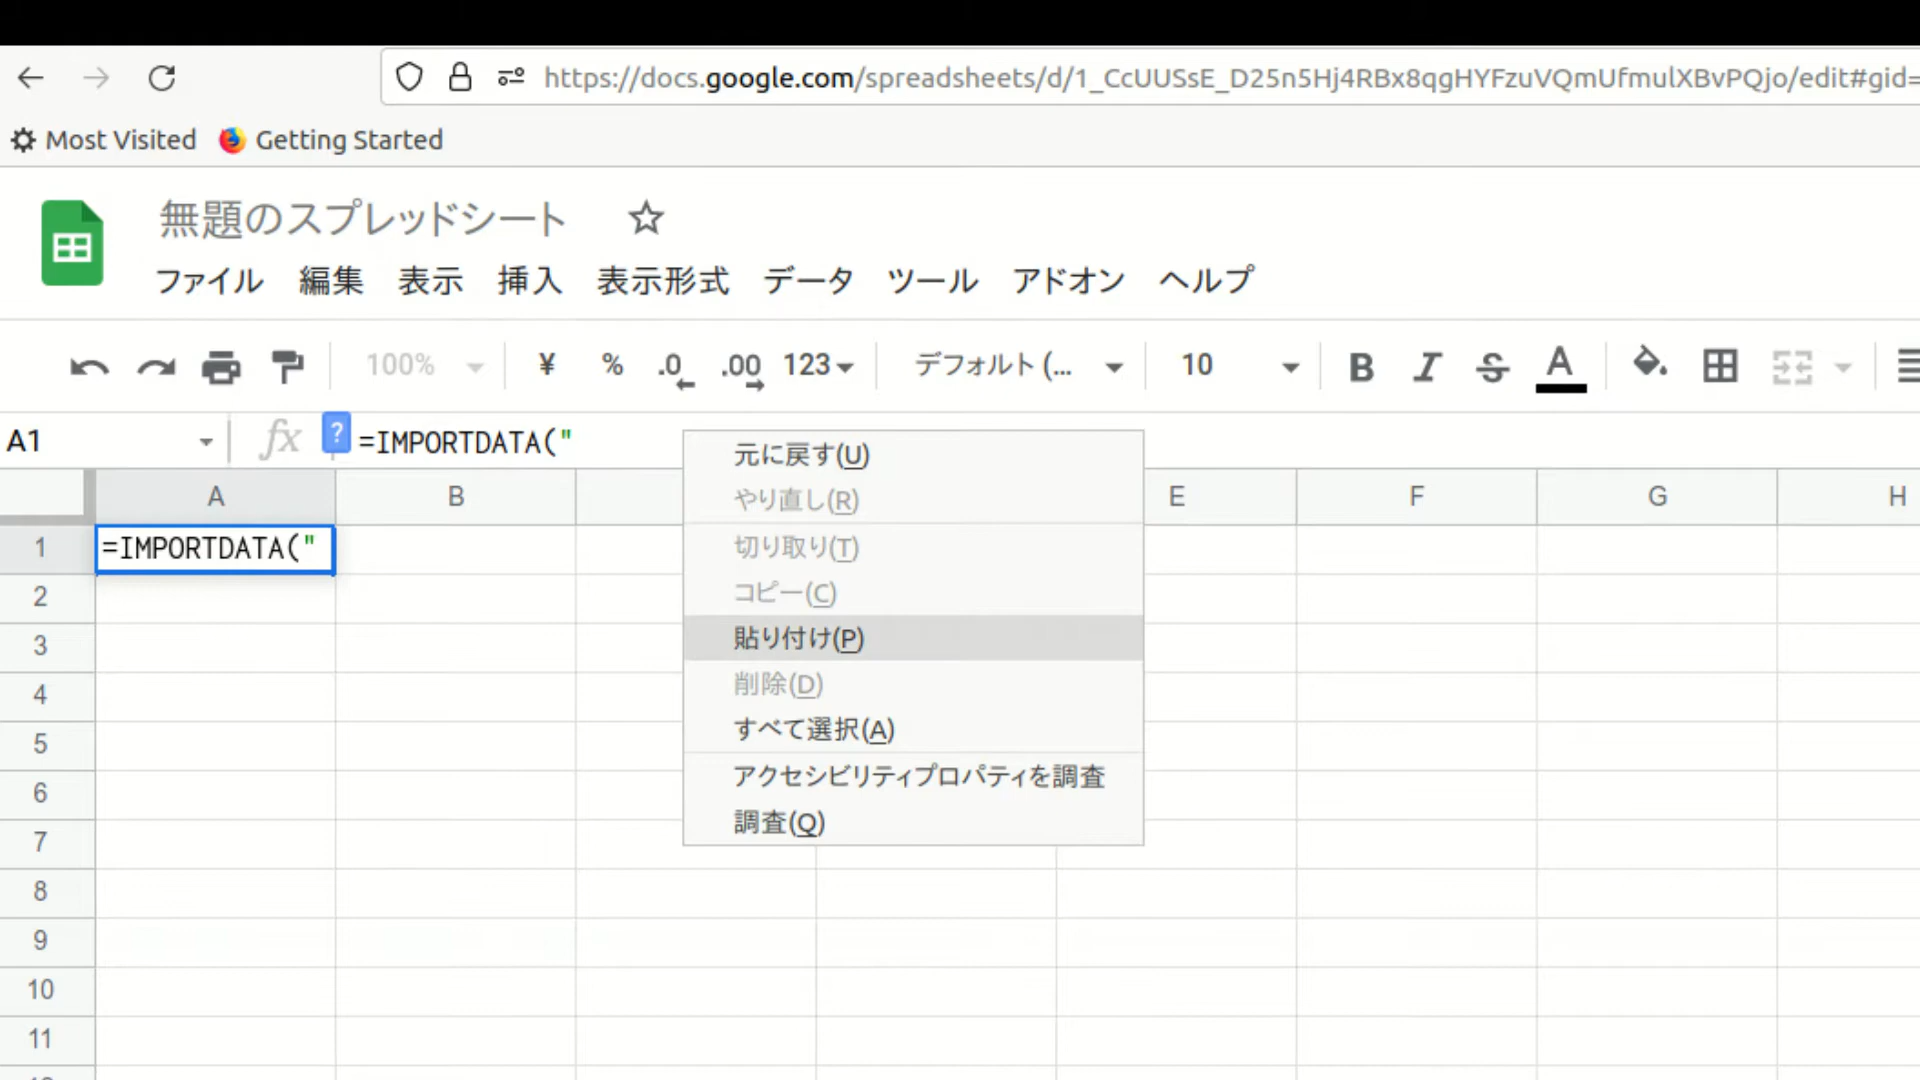 https://docs.google.com/spreadsheets/d/1_CcUUSsE_D25n5Hj4RBx8qgHYFzuVQmUfmulXBvPQjo/edit#gid=
Most Visited Getting Started
無題のスプレッドシート
ファイル 編集 表示 挿入 表示形式 データ ツール アドオン ヘルプ
100% ¥ % .0 .00 123 デフォルト (... 10 B I S A
A1 fx ? =IMPORTDATA("
A B E F G H
1 =IMPORTDATA("
2
3
4
5
6
7
8
9
10
11
元に戻す(U)
やり直し(R)
切り取り(T)
コピー(C)
貼り付け(P)
削除(D)
すべて選択(A)
アクセシビリティプロパティを調査
調査(Q)